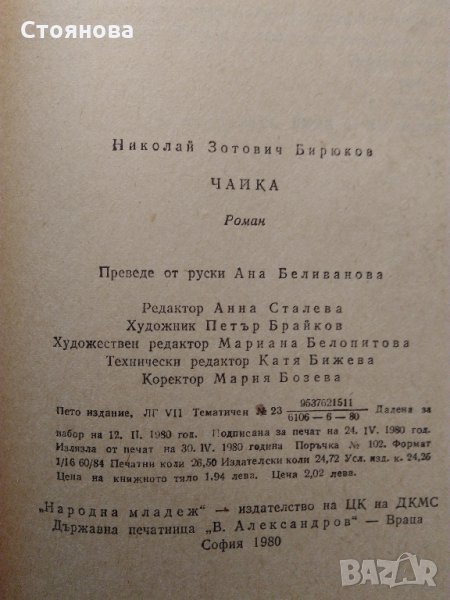 Стоянова
Николай Зотович Бирюков
ЧАЙКА
Роман
Преведе от руски Ана Беливанова
Редактор Анна Сталева
Художник Петър Брайков
Художествен редактор Мариана Белопитова
Технически редактор Катя Бижева
Коректор Мария Бозева
9537621511
Пето издание, ЛГ VII Тематичен № 23 Дадена за
6106—6—80
набор на 12. II. 1980 год. Подписана за печат на 24. IV. 1980 год.
Излязла от печат на 30. IV. 1980 година Поръчка № 102. Формат
1/16 60/84 Печатни коли 26,50 Издателски коли 24,72 Усл. изд. к. 24,26
Цена на книжното тяло 1,94 лева. Цена 2,02 лева.
„Народна младеж" — издателство на ЦК на ДКМС
Държавна печатница „В. Александров" — Враца
София 1980
BAZAR
.bg